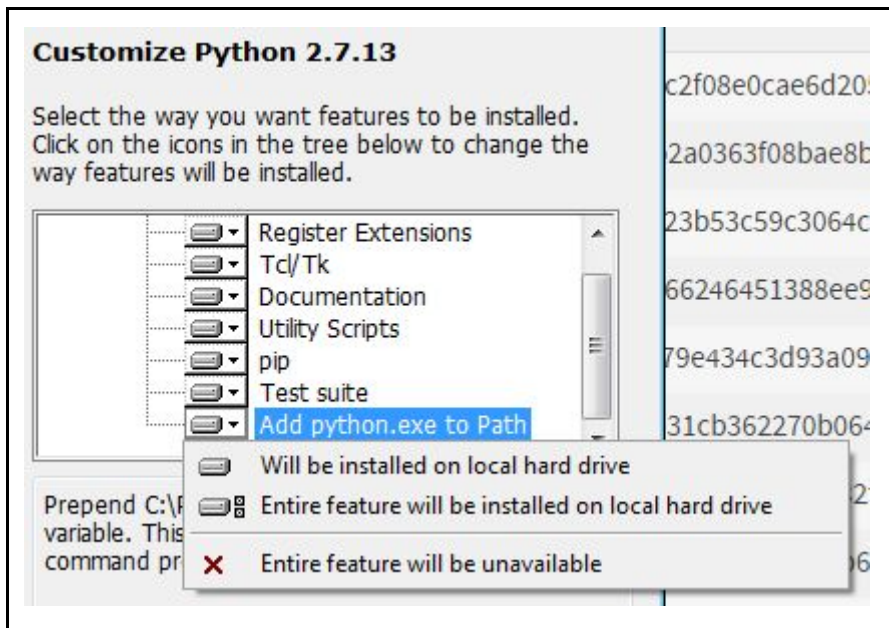 Customize Python 2.7.13
Select the way you want features to be installed.
Click on the icons in the tree below to change the
way features will be installed.
Register Extensions
Tcl/Tk
Documentation
Utility Scripts
pip
Test suite
Add python.exe to Path
Will be installed on local hard drive
Entire feature will be installed on local hard drive
Entire feature will be unavailable
Prepend C:\
variable. This
command pr
c2f08e0cae6d20
2a0363f08bae8b
23b53c59c3064c
66246451388ee9
79e434c3d93a09
31cb362270b064